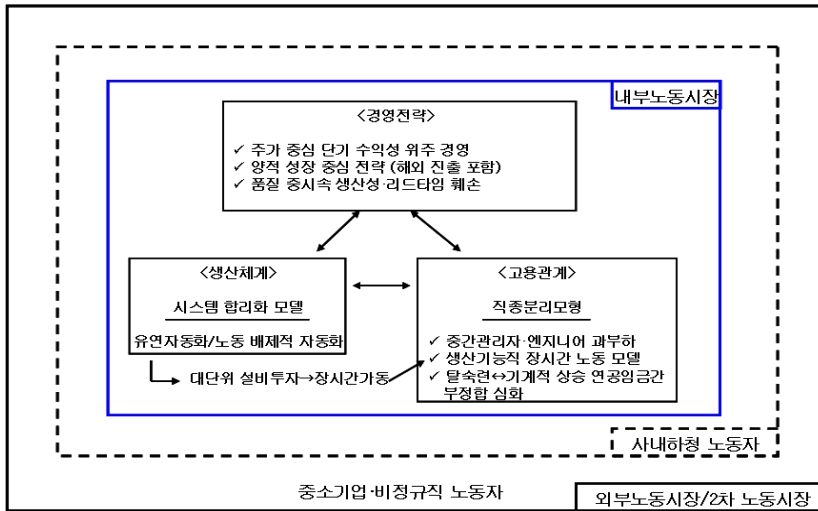 내부노동시장
<경영전략>
✓ 주가 중심 단기 수익성 위주 경영
✓ 양적 성장 중심 전략 (해외 진출 포함)
✓ 품질 중시속 생산성·리드타임 훼손
<생산체계>
시스템 합리화 모델
유연자동화/노동 배제적 자동화
<고용관계>
직종분리모형
✓ 중간관리자·엔지니어 과부하
✓ 생산기능직 장시간 노동 모델
✓ 탈숙련↔기계적 상승 연공임금간
부정합 심화
대단위 설비투자→장시간가동
사내하청 노동자
중소기업·비정규직 노동자
외부노동시장/2차 노동시장